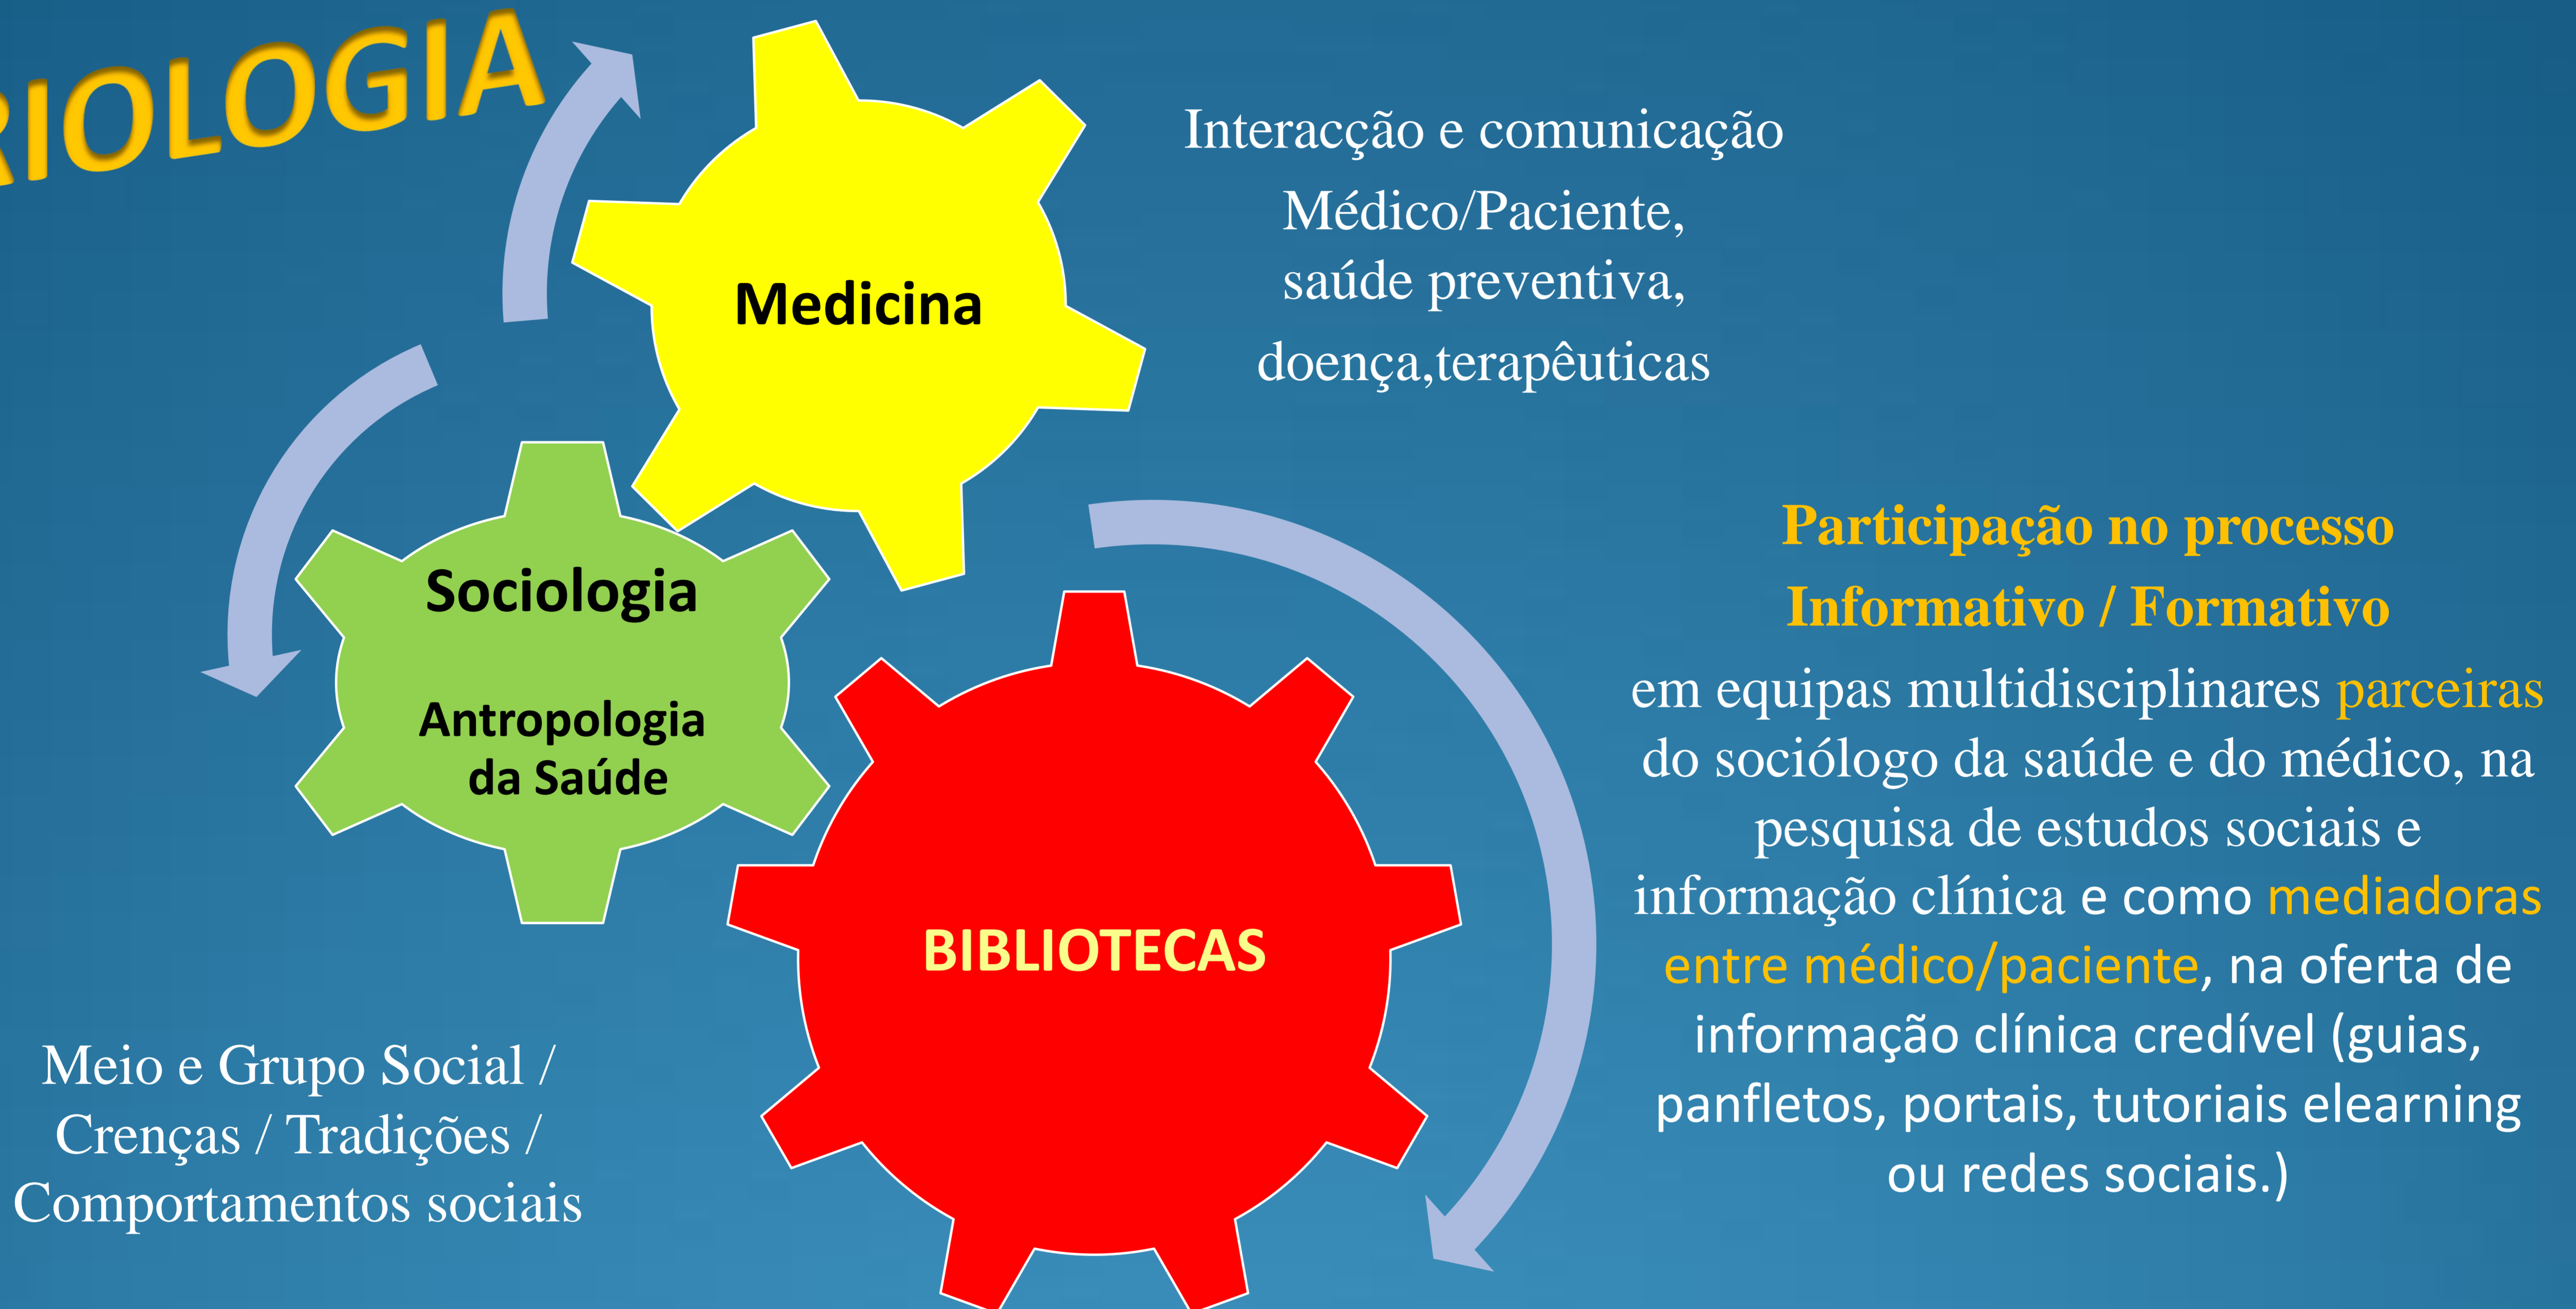 RIOLOGIA
Medicina
Interacção e comunicação
Médico/Paciente,
saúde preventiva,
doença,terapêuticas
Sociologia
Antropologia
da Saúde
BIBLIOTECAS
Participação no processo
Informativo / Formativo
em equipas multidisciplinares parceiras
do sociólogo da saúde e do médico, na
pesquisa de estudos sociais e
informação clínica e como mediadoras
entre médico/paciente, na oferta de
informação clínica credível (guias,
panfletos, portais, tutoriais elearning
ou redes sociais.)
Meio e Grupo Social /
Crenças / Tradições /
Comportamentos sociais